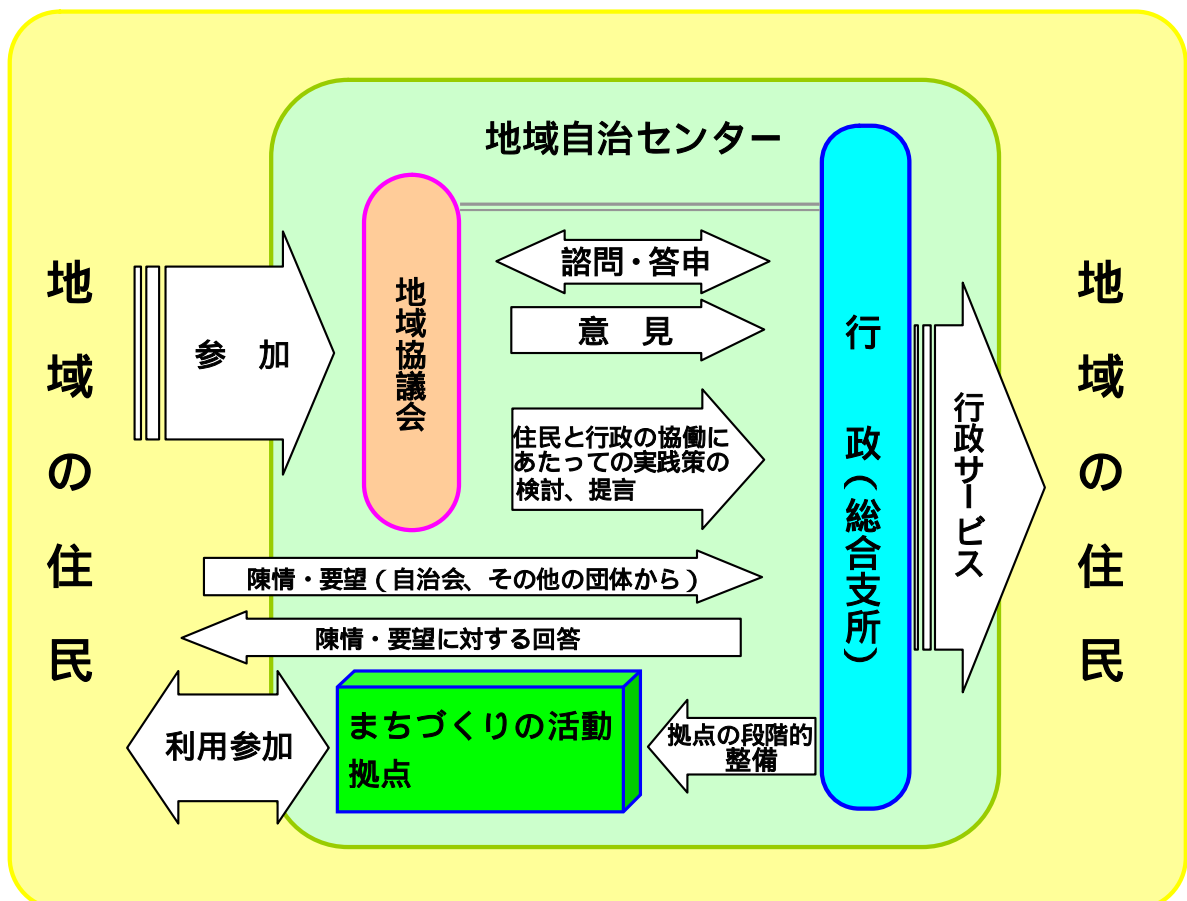 地域自治センター
地域の住民
参　加
地域協議会
諮問・答申
意　見
住民と行政の協働に
あたっての実践策の
検討、提言
陳情・要望（自治会、その他の団体から）
陳情・要望に対する回答
利用参加
まちづくりの活動
拠点
拠点の段階的
整備
行　政（総合支所）
行政サービス
地域の住民